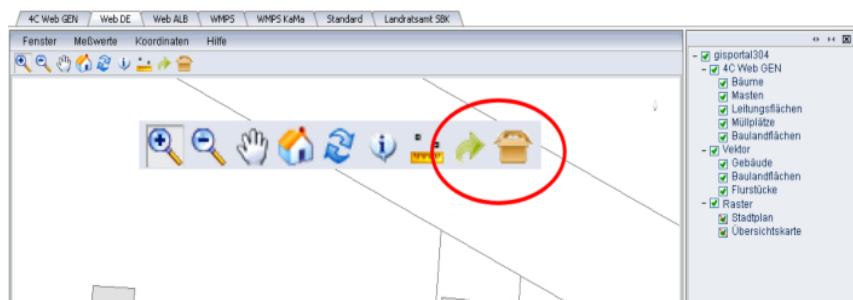 4C Web GEN Web DE Web ALB WMPS WMPS KaMa Standard Landratsamt SBK
Fenster Meßwerte Koordinaten Hilfe
gisportal304
4C Web GEN
Bäume
Masten
Leitungsflächen
Müllplätze
Baulandflächen
Vektor
Gebäude
Baulandflächen
Flurstücke
Raster
Stadtplan
Übersichtskarte